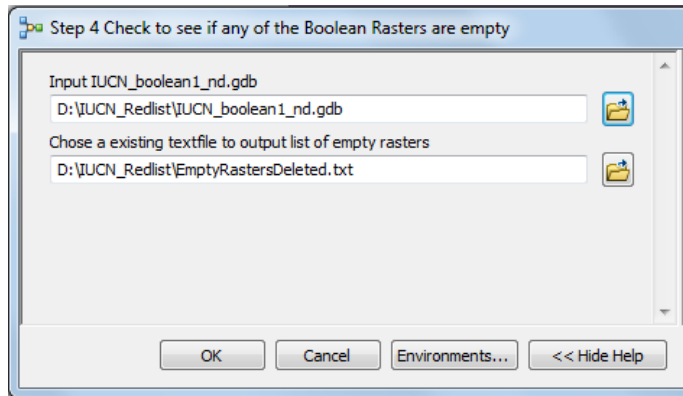 Step 4 Check to see if any of the Boolean Rasters are empty
Input IUCN_boolean1_nd.gdb
D:\IUCN_Redlist\IUCN_boolean1_nd.gdb
Chose a existing textfile to output list of empty rasters
D:\IUCN_Redlist\EmptyRastersDeleted.txt
OK Cancel Environments... << Hide Help